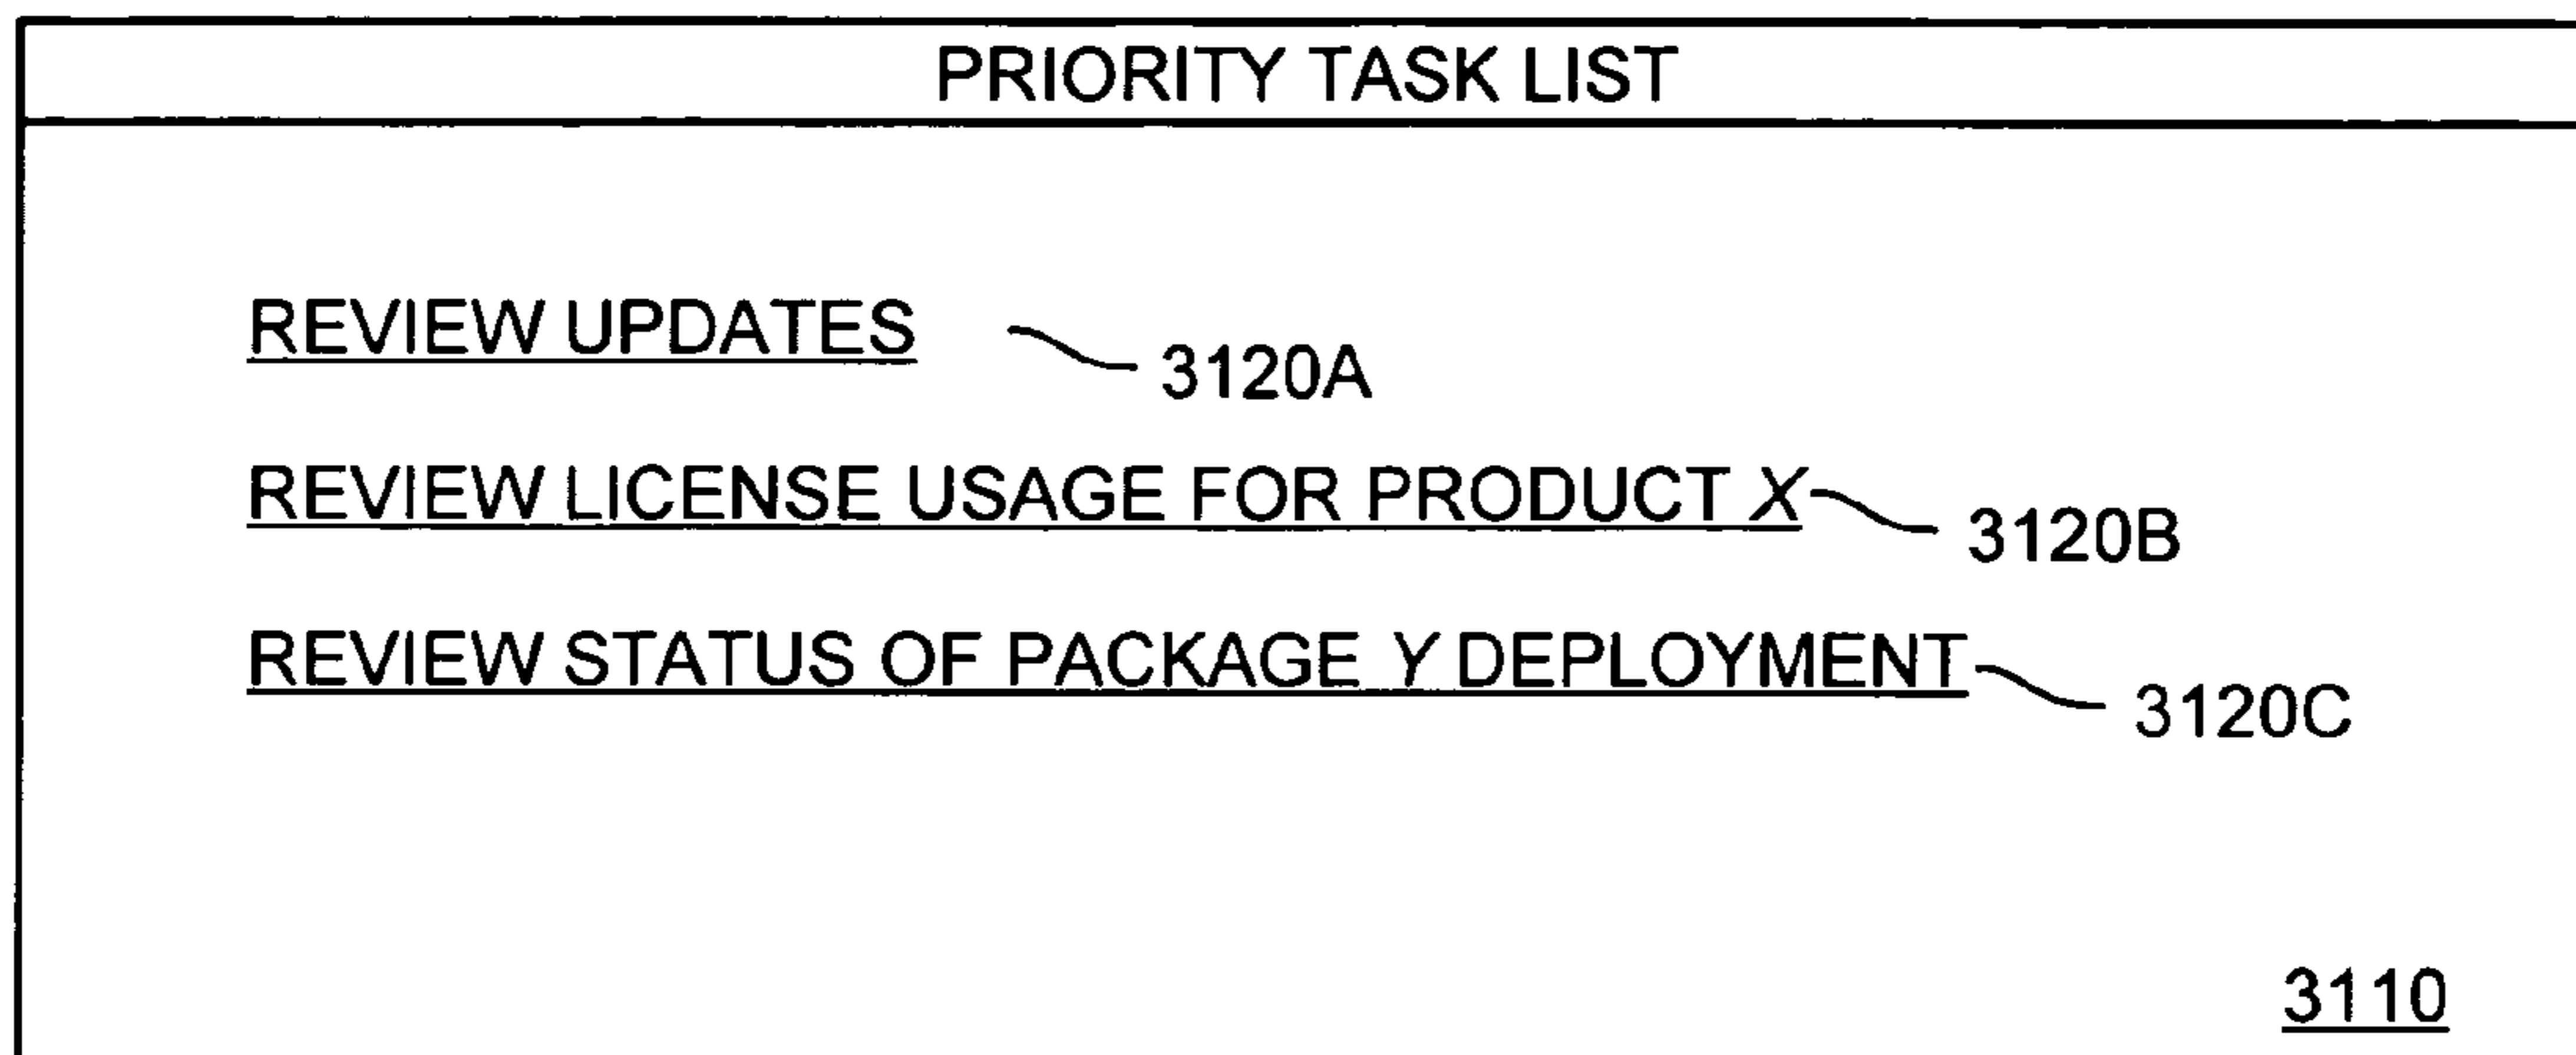 PRIORITY TASK LIST
REVIEW UPDATES
3120A
REVIEW LICENSE USAGE FOR PRODUCT X
3120B
REVIEW STATUS OF PACKAGE Y DEPLOYMENT
3120C
3110